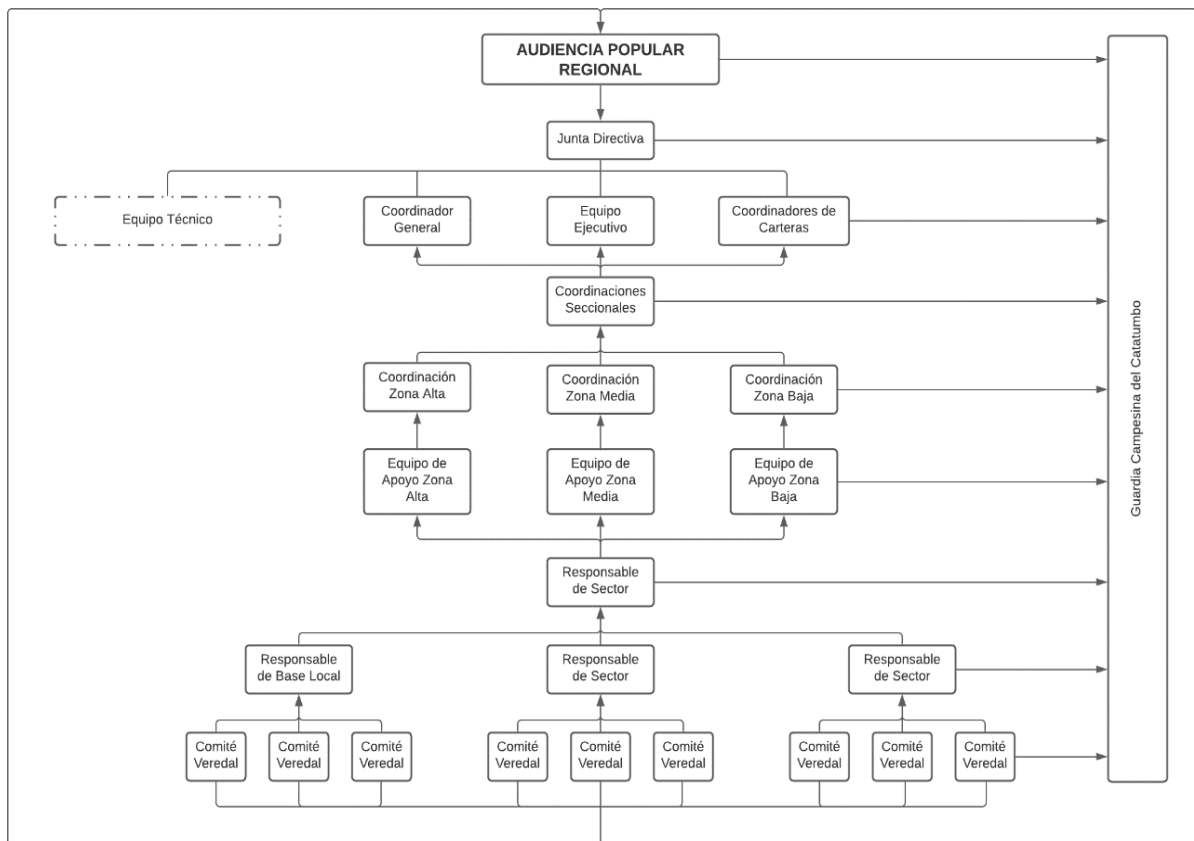 AUDIENCIA POPULAR
REGIONAL
Junta Directiva
Equipo Técnico
Coordinador
General
Equipo
Ejecutivo
Coordinadores de
Carteras
Coordinaciones
Seccionales
Coordinación
Zona Alta
Coordinación
Zona Media
Coordinación
Zona Baja
Equipo de
Apoyo Zona
Alta
Equipo de
Apoyo Zona
Media
Equipo de
Apoyo Zona
Baja
Responsable
de Sector
Responsable
de Base Local
Responsable
de Sector
Responsable
de Sector
Comité
Veredal
Comité
Veredal
Comité
Veredal
Comité
Veredal
Comité
Veredal
Comité
Veredal
Comité
Veredal
Comité
Veredal
Comité
Veredal
Guardia Campesina del Catatumbo